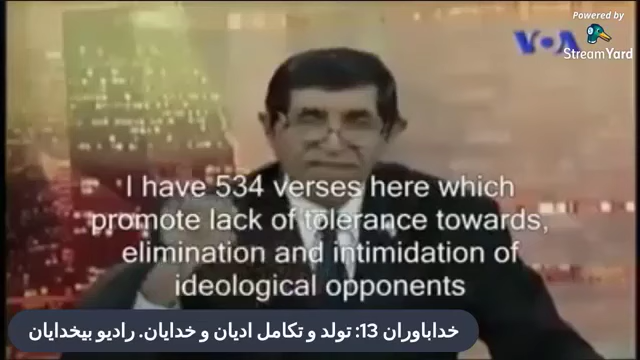 Powered by
VOA
StreamYard
I have 534 verses here which
promote lack of tolerance towards,
elimination and intimidation of
ideological opponents
خداباوران 13: تولد و تکامل ادیان و خدایان. رادیو بیخدایان